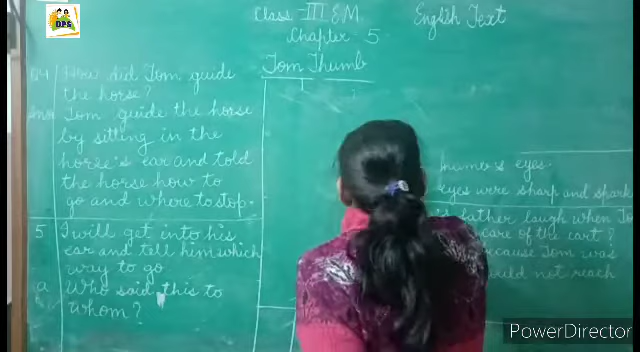 DPS
Class III E.M. English Text
Chapter 5
Tom Thumb
Q4 How did Tom guide
the horse?
Ans Tom guide the horse
by sitting in the
horse's ear and told
the horse how to
go and where to stop.
5 I will get into his
ear and tell him which
way to go
a Who said this to
whom?
eyes.
eyes were sharp and spark
father laugh when To
care of the cart?
because Tom was
could not reach
PowerDirector